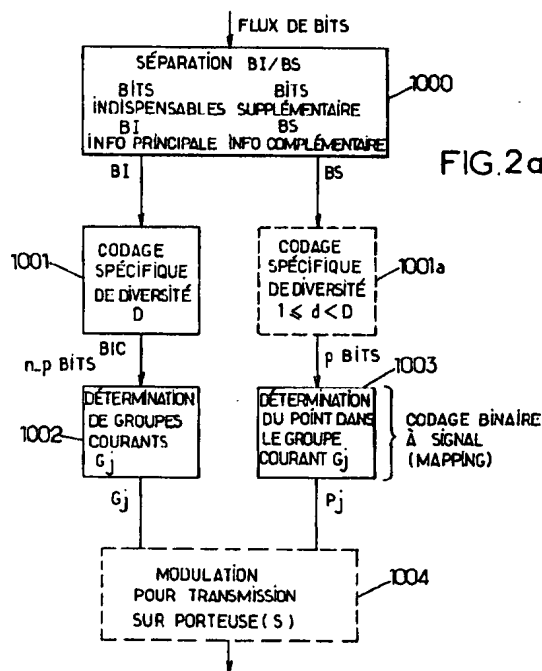 FLUX DE BITS
SÉPARATION BI/BS
1000
BITS BITS
INDISPENSABLES SUPPLÉMENTAIRE
BI BS
INFO PRINCIPALE INFO COMPLÉMENTAIRE
FIG.2a
BI BS
1001
CODAGE
SPÉCIFIQUE
DE DIVERSITÉ
D
CODAGE
SPÉCIFIQUE
DE DIVERSITÉ
1 ⩽ d < D
1001a
BIC
n-p BITS
p BITS
1003
1002
DÉTERMINATION
DE GROUPES
COURANTS
Gj
DÉTERMINATION
DU POINT DANS
LE GROUPE
COURANT Gj
CODAGE BINAIRE
À SIGNAL
(MAPPING)
Gj Pj
1004
MODULATION
POUR TRANSMISSION
SUR PORTEUSE(S)